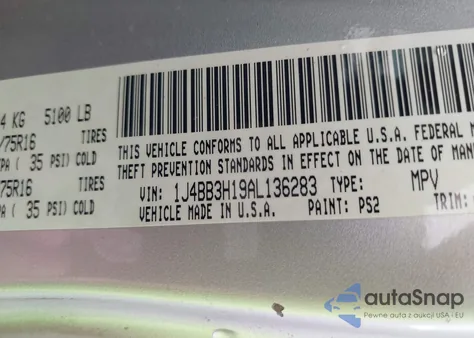 4 KG 5100 LB
/75R16 TIRES
PA ( 35 PSI) COLD
75R16 TIRES
PA ( 35 PSI) COLD
THIS VEHICLE CONFORMS TO ALL APPLICABLE U.S.A. FEDERAL M
THEFT PREVENTION STANDARDS IN EFFECT ON THE DATE OF MANU
VIN: 1J4BB3H19AL136283 TYPE: MPV
VEHICLE MADE IN U.S.A. PAINT: PS2 TRIM:
autaSnap
Pewne auta z aukcji USA i EU